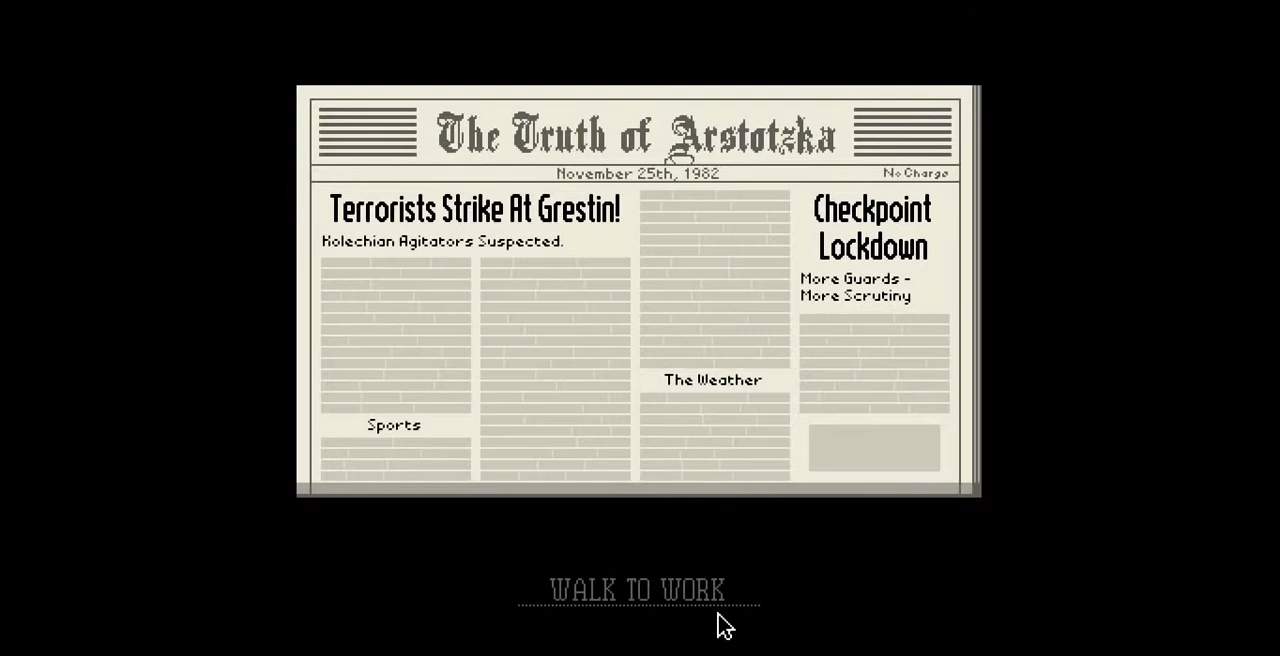 The Truth of Arstotzka
November 25th, 1982
No Charge
Terrorists Strike At Grestin!
Kolechian Agitators Suspected.
Sports
The Weather
Checkpoint
Lockdown
More Guards -
More Scrutiny
WALK TO WORK